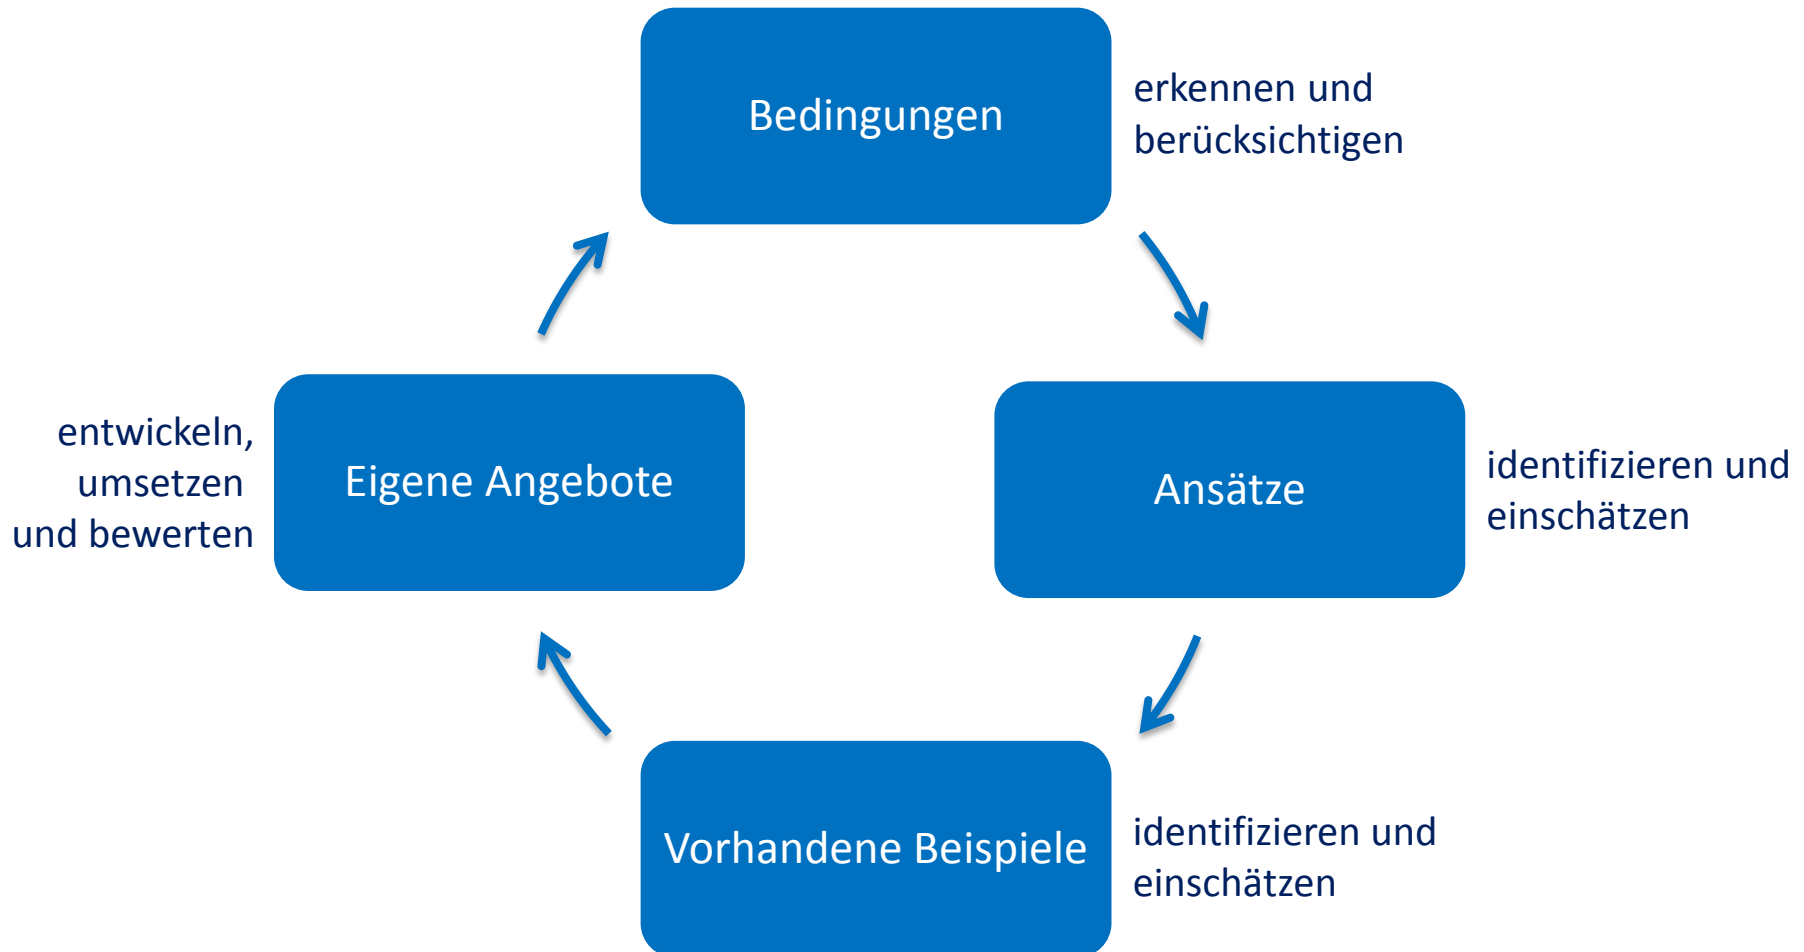 Bedingungen
erkennen und
berücksichtigen
Ansätze
identifizieren und
einschätzen
Vorhandene Beispiele
identifizieren und
einschätzen
Eigene Angebote
entwickeln,
umsetzen
und bewerten